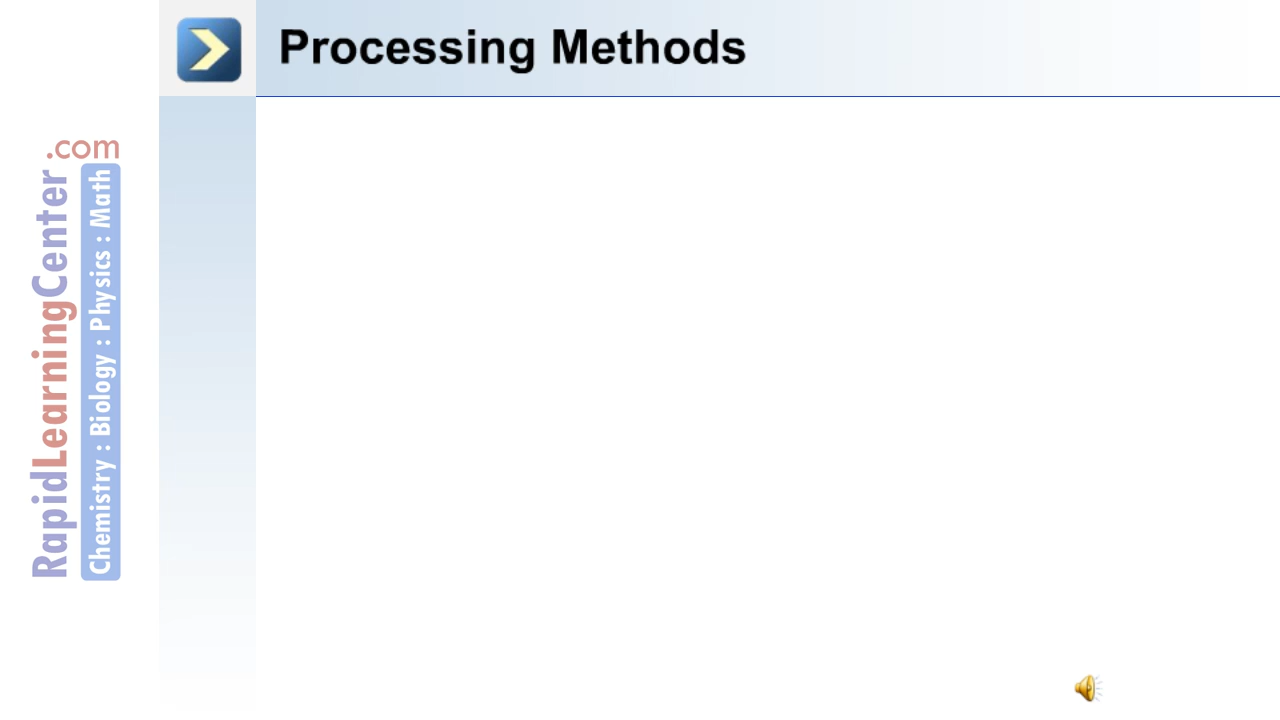 Processing Methods
RapidLearningCenter.com
Chemistry : Biology : Physics : Math